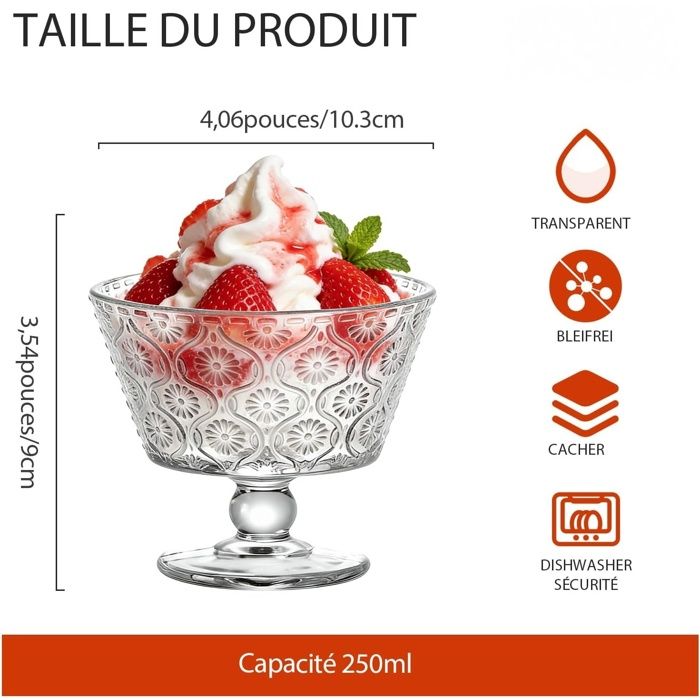 TAILLE DU PRODUIT
4,06pouces/10.3cm
3,54pouces/9cm
TRANSPARENT
BLEIFREI
CACHER
DISHWASHER
SÉCURITÉ
Capacité 250ml